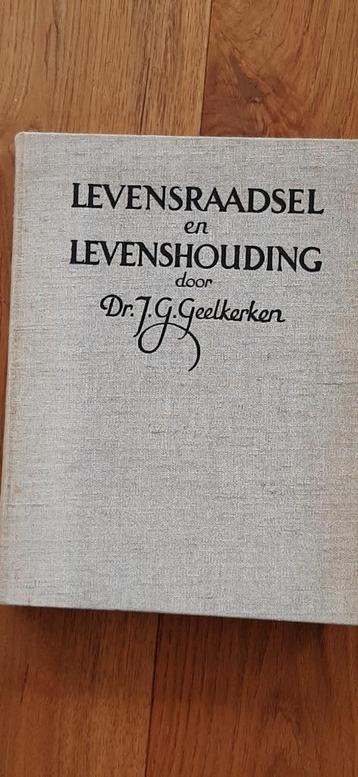 LEVENSRAADSEL
en
LEVENSHOUDING
door
Dr. J. G. Geelkerken